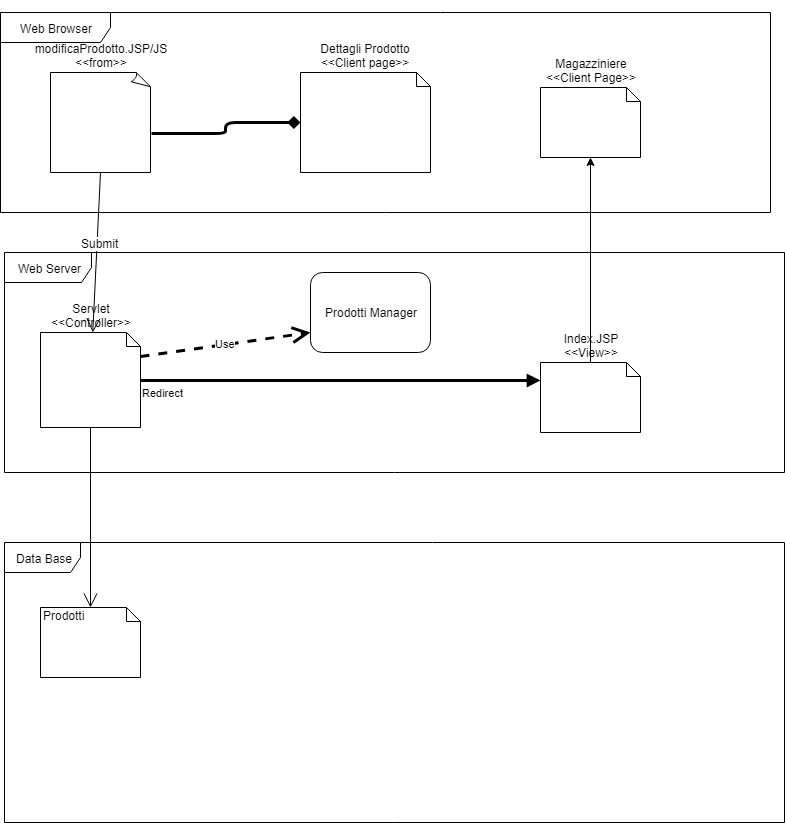 Web Browser
modificaProdotto.JSP/JS
<<from>>
Dettagli Prodotto
<<Client page>>
Magazziniere
<<Client Page>>
Submit
Web Server
Servlet
<<Controller>>
Prodotti Manager
Use
Index.JSP
<<View>>
Redirect
Data Base
Prodotti